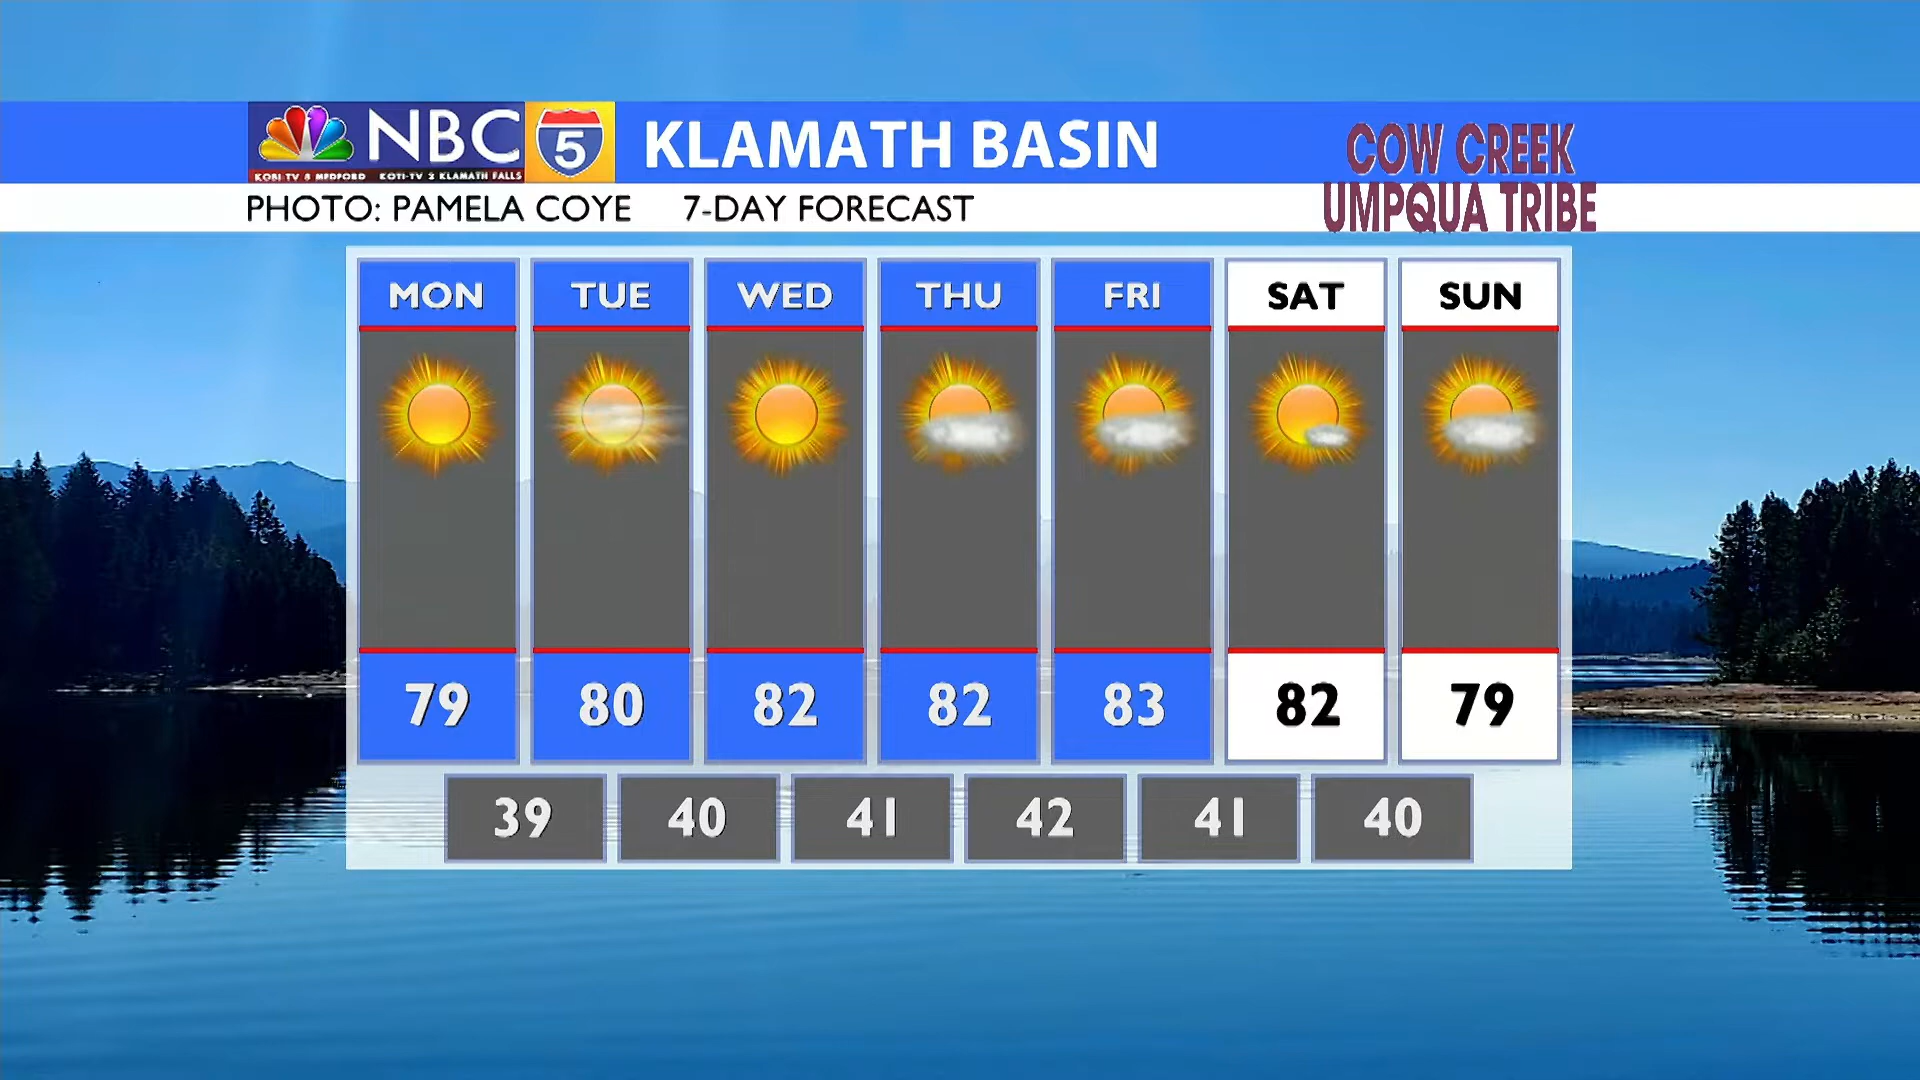 NBC 5 KLAMATH BASIN
KOBI-TV 5 MEDFORD KOTI-TV 2 KLAMATH FALLS
COW CREEK
UMPQUA TRIBE
PHOTO: PAMELA COYE 7-DAY FORECAST
MON TUE WED THU FRI SAT SUN
79 80 82 82 83 82 79
39 40 41 42 41 40